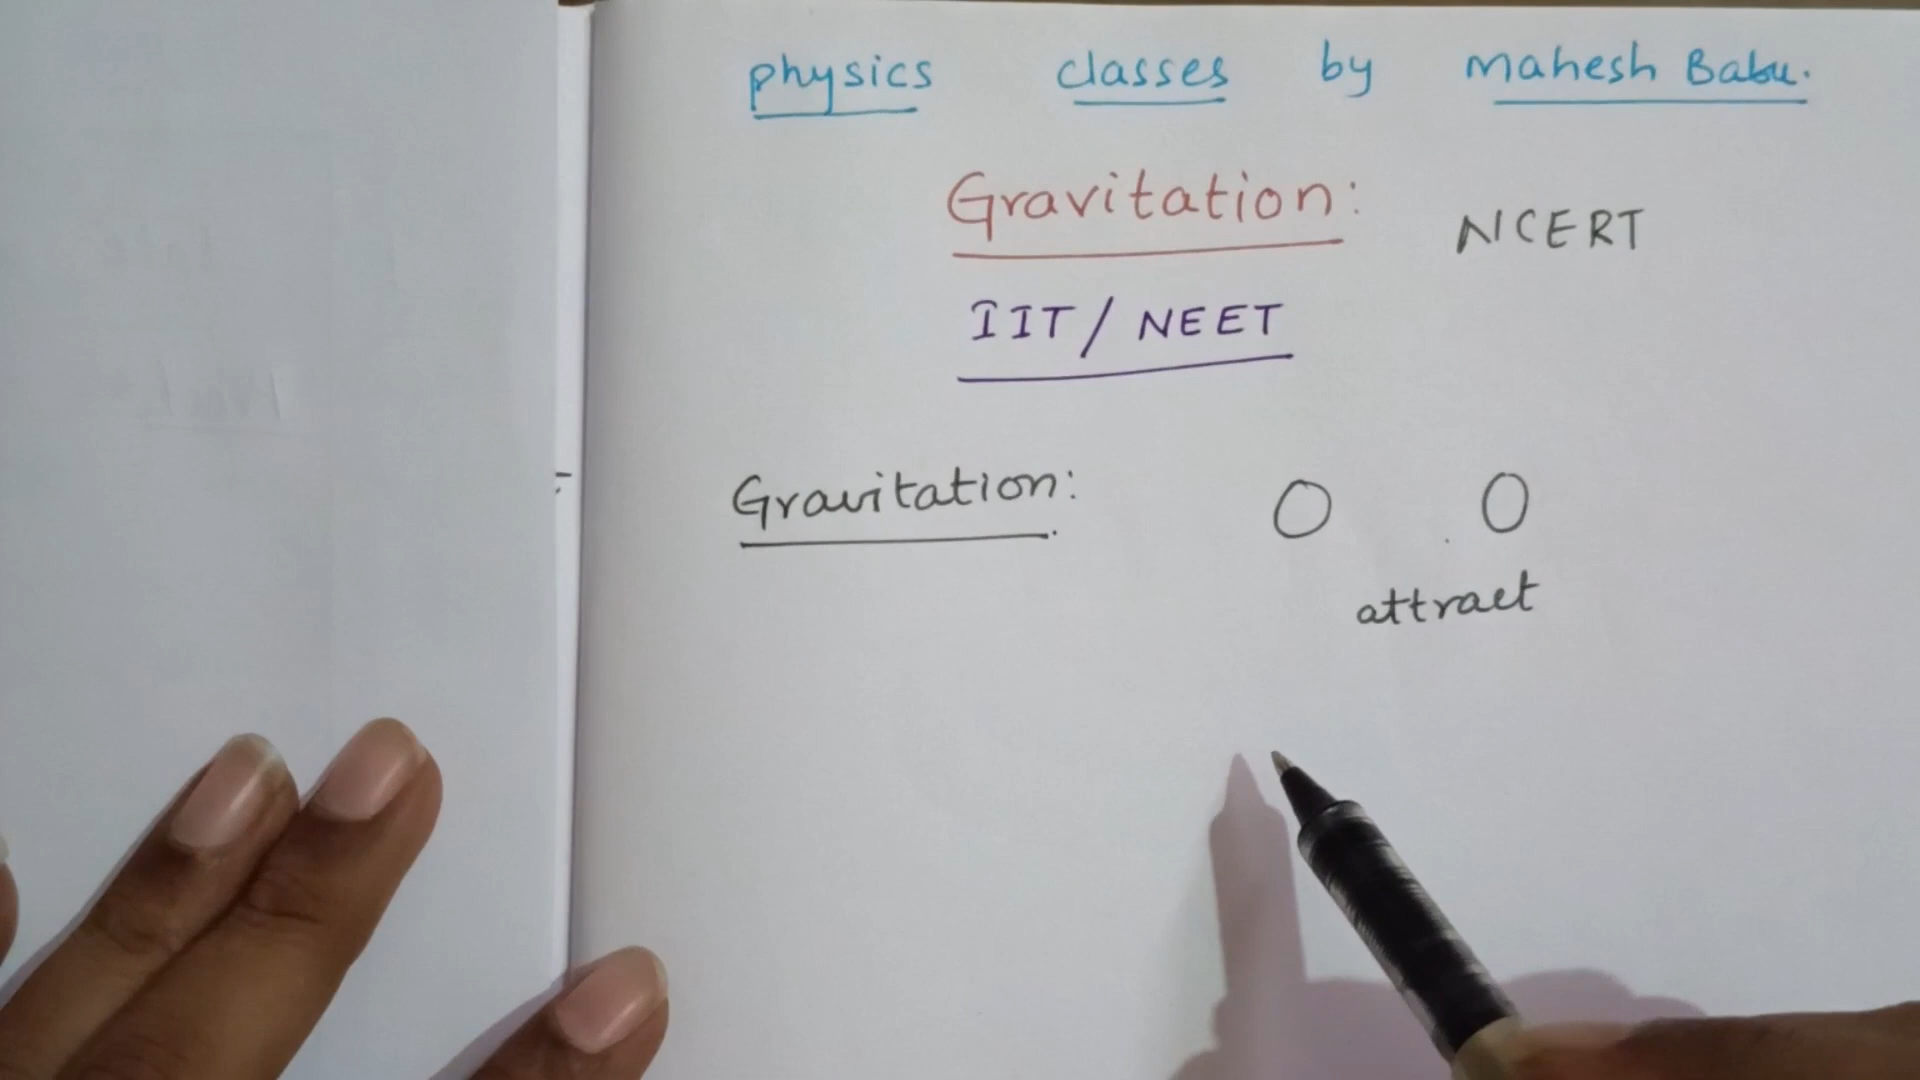 physics classes by mahesh Babu.
Gravitation:
NCERT
IIT / NEET
Gravitation:
attract